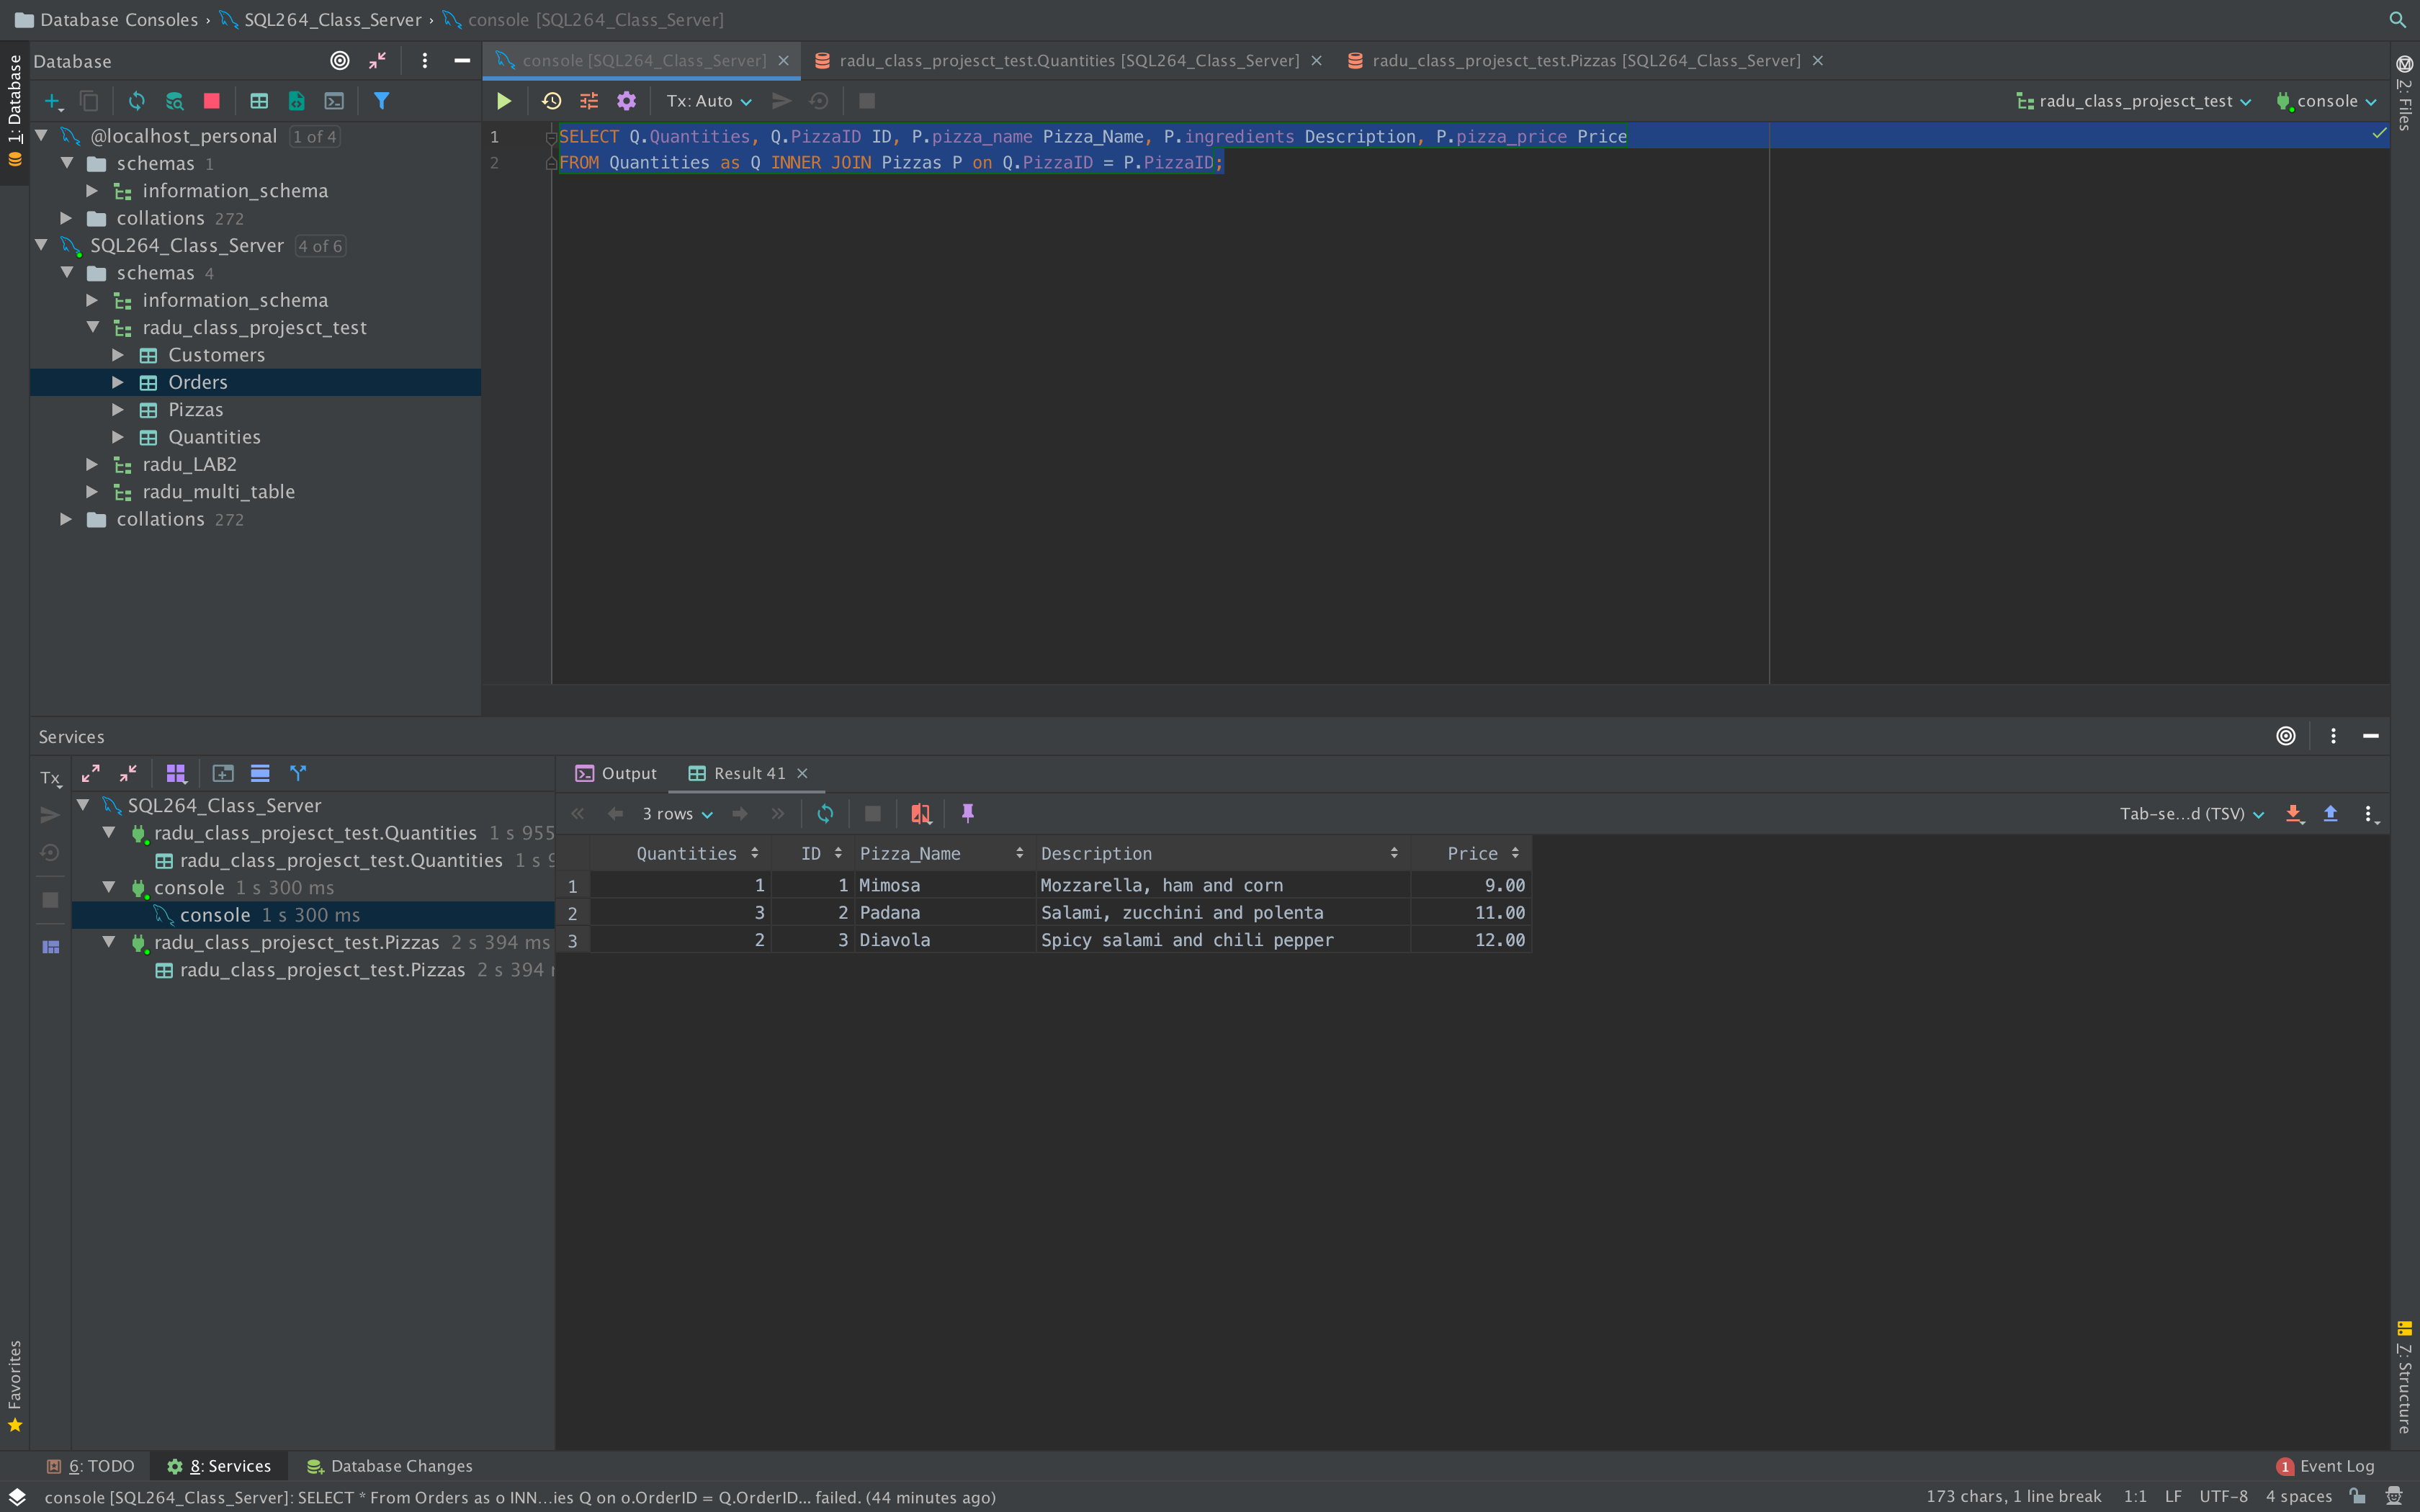 Database Consoles › SQL264_Class_Server › console [SQL264_Class_Server]
1: Database
Database
console [SQL264_Class_Server]
radu_class_projesct_test.Quantities [SQL264_Class_Server]
radu_class_projesct_test.Pizzas [SQL264_Class_Server]
2: Files
Tx: Auto
radu_class_projesct_test
console
@localhost_personal 1 of 4
schemas 1
information_schema
collations 272
SQL264_Class_Server 4 of 6
schemas 4
information_schema
radu_class_projesct_test
Customers
Orders
Pizzas
Quantities
radu_LAB2
radu_multi_table
collations 272
1 SELECT Q.Quantities, Q.PizzaID ID, P.pizza_name Pizza_Name, P.ingredients Description, P.pizza_price Price
2 FROM Quantities as Q INNER JOIN Pizzas P on Q.PizzaID = P.PizzaID;
Services
Tx
SQL264_Class_Server
radu_class_projesct_test.Quantities 1 s 955
radu_class_projesct_test.Quantities 1 s 9
console 1 s 300 ms
console 1 s 300 ms
radu_class_projesct_test.Pizzas 2 s 394 ms
radu_class_projesct_test.Pizzas 2 s 394
Output
Result 41
3 rows
Tab-se...d (TSV)
Quantities ID Pizza_Name Description Price
1 1 1 Mimosa Mozzarella, ham and corn 9.00
2 3 2 Padana Salami, zucchini and polenta 11.00
3 2 3 Diavola Spicy salami and chili pepper 12.00
Favorites
7: Structure
6: TODO
8: Services
Database Changes
1 Event Log
console [SQL264_Class_Server]: SELECT * From Orders as o INN...ies Q on o.OrderID = Q.OrderID... failed. (44 minutes ago)
173 chars, 1 line break 1:1 LF UTF-8 4 spaces